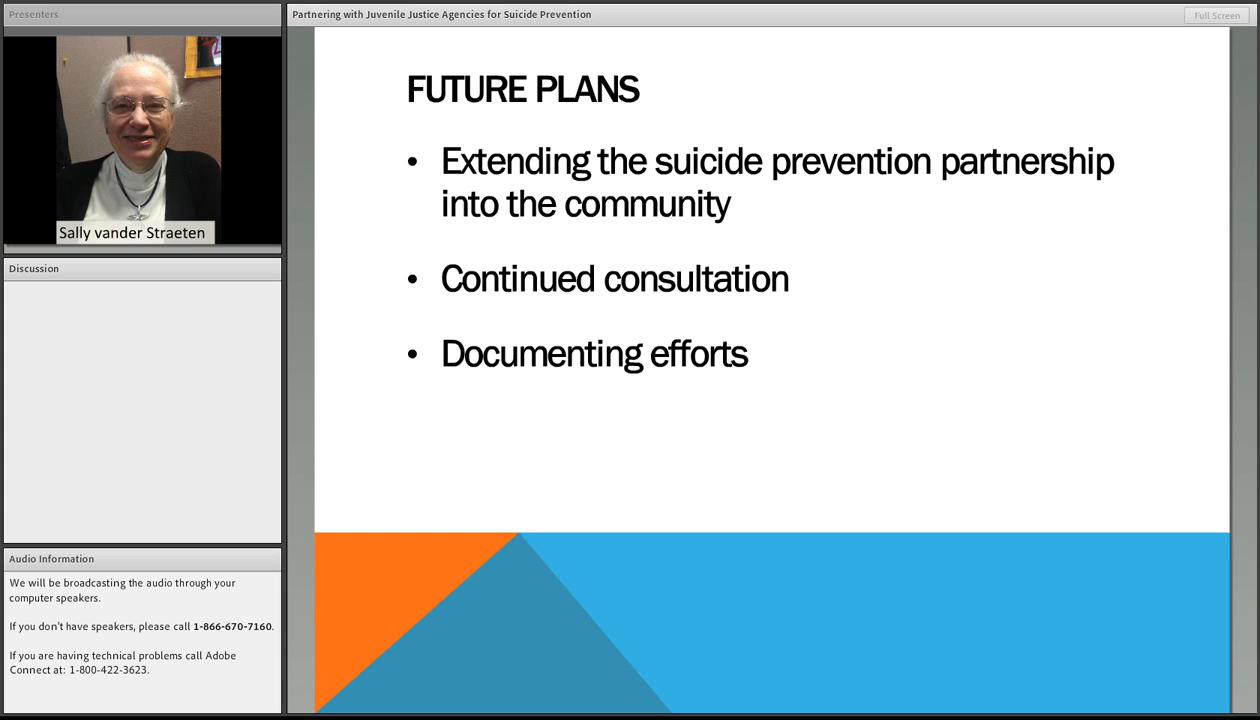 Presenters
Partnering with Juvenile Justice Agencies for Suicide Prevention
Full Screen
Sally vander Straeten
FUTURE PLANS
• Extending the suicide prevention partnership
into the community
• Continued consultation
• Documenting efforts
Discussion
Audio Information
We will be broadcasting the audio through your
computer speakers.
If you don't have speakers, please call 1-866-670-7160.
If you are having technical problems call Adobe
Connect at: 1-800-422-3623.